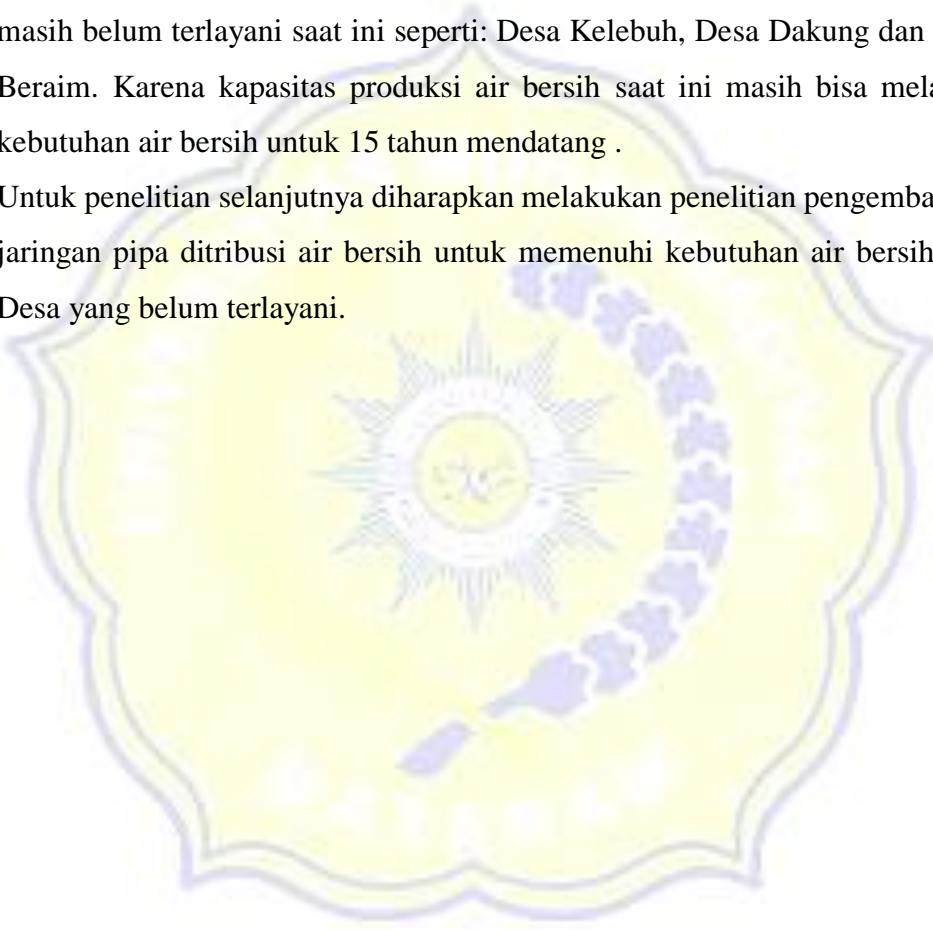 masih belum terlayani saat ini seperti: Desa Kelebuh, Desa Dakung dan
Beraim. Karena kapasitas produksi air bersih saat ini masih bisa mela
kebutuhan air bersih untuk 15 tahun mendatang .
Untuk penelitian selanjutnya diharapkan melakukan penelitian pengemba
jaringan pipa ditribusi air bersih untuk memenuhi kebutuhan air bersih
Desa yang belum terlayani.